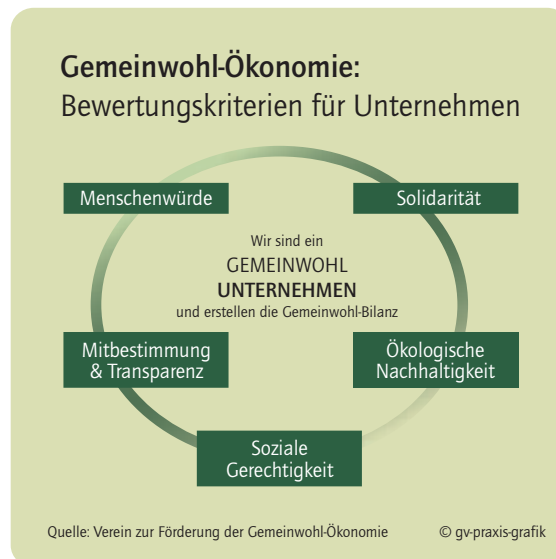 Gemeinwohl-Ökonomie:
Bewertungskriterien für Unternehmen
Menschenwürde
Solidarität
Wir sind ein
GEMEINWOHL
UNTERNEHMEN
und erstellen die Gemeinwohl-Bilanz
Mitbestimmung
& Transparenz
Ökologische
Nachhaltigkeit
Soziale
Gerechtigkeit
Quelle: Verein zur Förderung der Gemeinwohl-Ökonomie
© gv-praxis-grafik